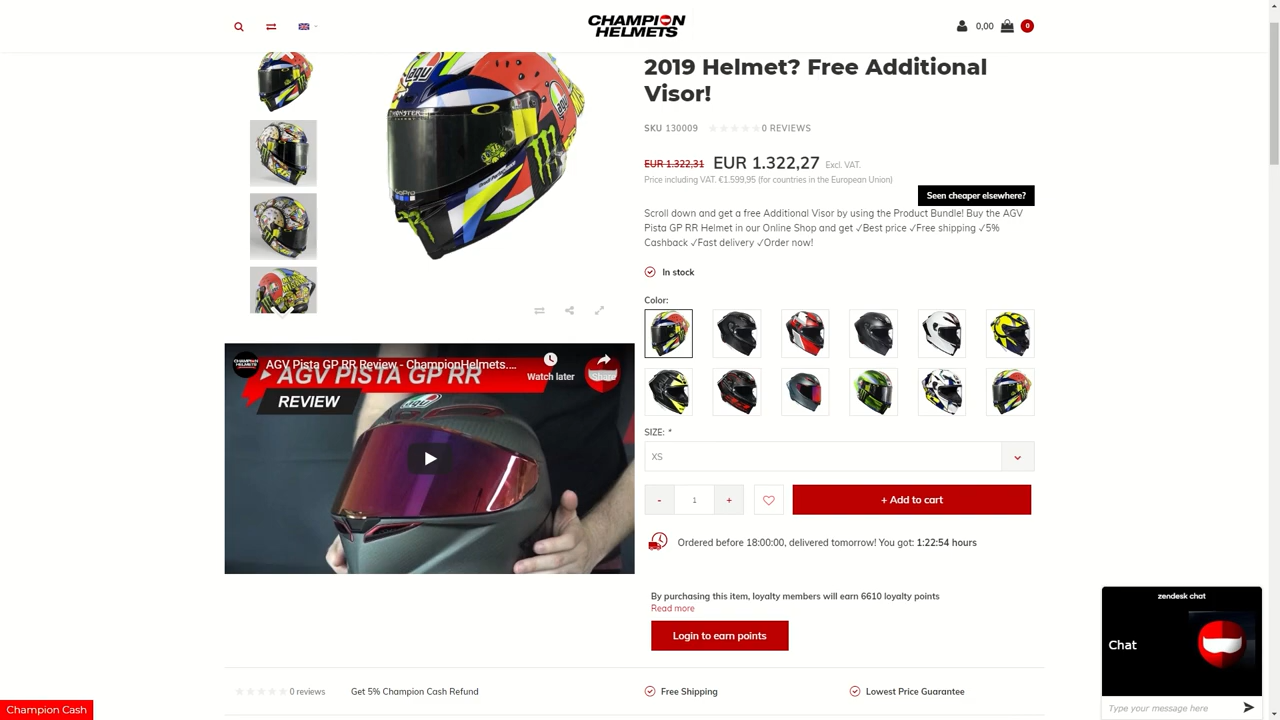 CHAMPION
HELMETS
0,00
0
2019 Helmet? Free Additional
Visor!
SKU 130009
0 REVIEWS
EUR 1.322,31 EUR 1.322,27 Excl. VAT.
Price including VAT. €1.599,95 (for countries in the European Union)
Seen cheaper elsewhere?
Scroll down and get a free Additional Visor by using the Product Bundle! Buy the AGV
Pista GP RR Helmet in our Online Shop and get ✓Best price ✓Free shipping ✓5%
Cashback ✓Fast delivery ✓Order now!
In stock
Color:
SIZE: *
XS
- 1 +
+ Add to cart
Ordered before 18:00:00, delivered tomorrow! You got: 1:22:54 hours
By purchasing this item, loyalty members will earn 6610 loyalty points
Read more
Login to earn points
agv
MONSTER
GoPro
AGV Pista GP RR Review - ChampionHelmets....
Watch later
Share
AGV PISTA GP RR
REVIEW
0 reviews
Get 5% Champion Cash Refund
Free Shipping
Lowest Price Guarantee
zendesk chat
Chat
Type your message here
Champion Cash